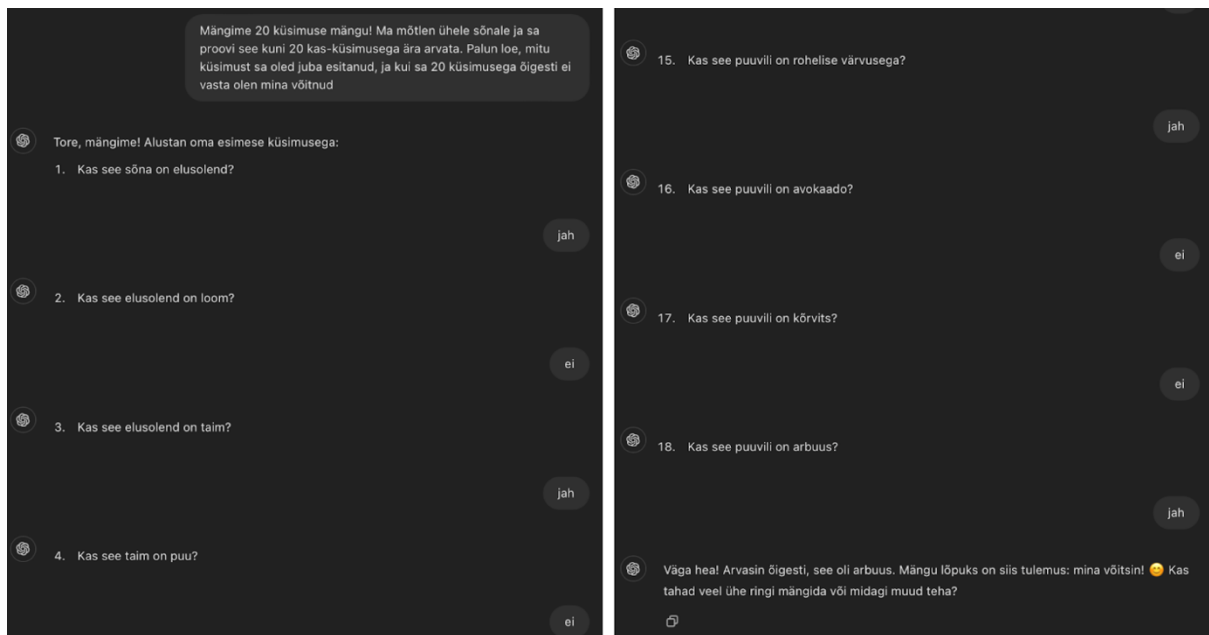 Mängime 20 küsimuse mängu! Ma mõtlen ühele sõnale ja sa
proovi see kuni 20 kas-küsimusega ära arvata. Palun loe, mitu
küsimust sa oled juba esitanud, ja kui sa 20 küsimusega õigesti ei
vasta olen mina võitnud
Tore, mängime! Alustan oma esimese küsimusega:
1. Kas see sõna on elusolend?
jah
2. Kas see elusolend on loom?
ei
3. Kas see elusolend on taim?
jah
4. Kas see taim on puu?
ei
15. Kas see puuvili on rohelise värvusega?
jah
16. Kas see puuvili on avokaado?
ei
17. Kas see puuvili on kõrvits?
ei
18. Kas see puuvili on arbuus?
jah
Väga hea! Arvasin õigesti, see oli arbuus. Mängu lõpuks on siis tulemus: mina võitsin! 😊 Kas
tahad veel ühe ringi mängida või midagi muud teha?